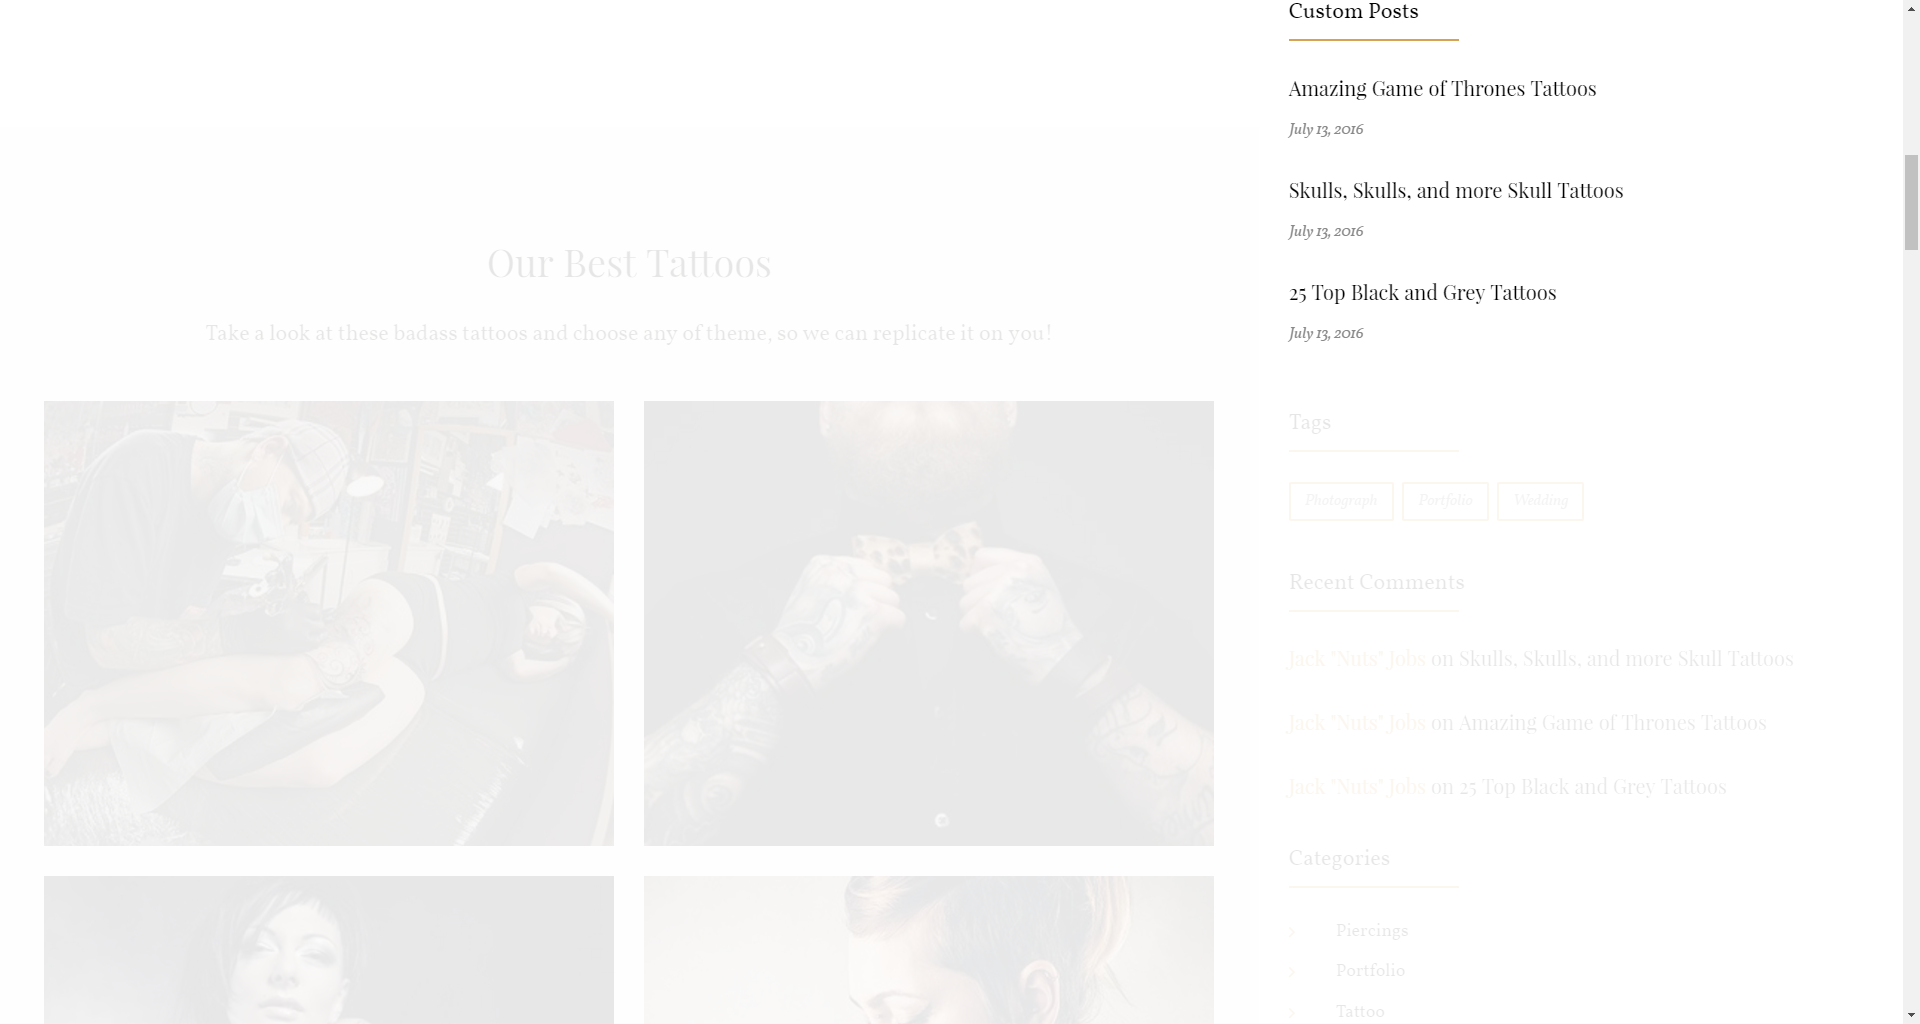 Our Best Tattoos
Take a look at these badass tattoos and choose any of theme, so we can replicate it on you!
Custom Posts
Amazing Game of Thrones Tattoos
July 13, 2016
Skulls, Skulls, and more Skull Tattoos
July 13, 2016
25 Top Black and Grey Tattoos
July 13, 2016
Tags
Photograph Portfolio Wedding
Recent Comments
Jack "Nuts" Jobs on Skulls, Skulls, and more Skull Tattoos
Jack "Nuts" Jobs on Amazing Game of Thrones Tattoos
Jack "Nuts" Jobs on 25 Top Black and Grey Tattoos
Categories
Piercings
Portfolio
Tattoo